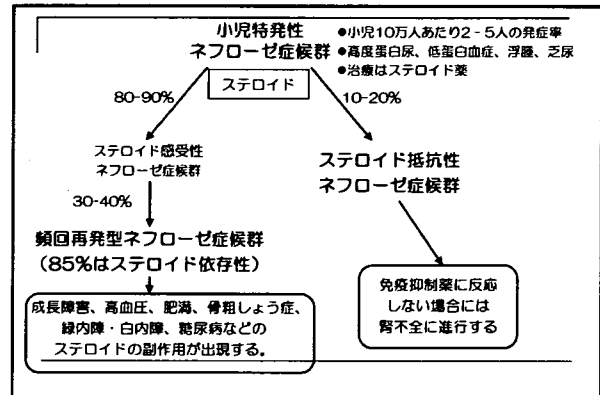 小児特発性
ネフローゼ症候群
●小児10万人あたり2-5人の発症率
●高度蛋白尿、低蛋白血症、浮腫、乏尿
●治療はステロイド薬
ステロイド
80-90%
10-20%
ステロイド感受性
ネフローゼ症候群
ステロイド抵抗性
ネフローゼ症候群
30-40%
頻回再発型ネフローゼ症候群
(85%はステロイド依存性)
成長障害、高血圧、肥満、骨粗しょう症、
緑内障・白内障、糖尿病などの
ステロイドの副作用が出現する。
免疫抑制薬に反応
しない場合には
腎不全に進行する